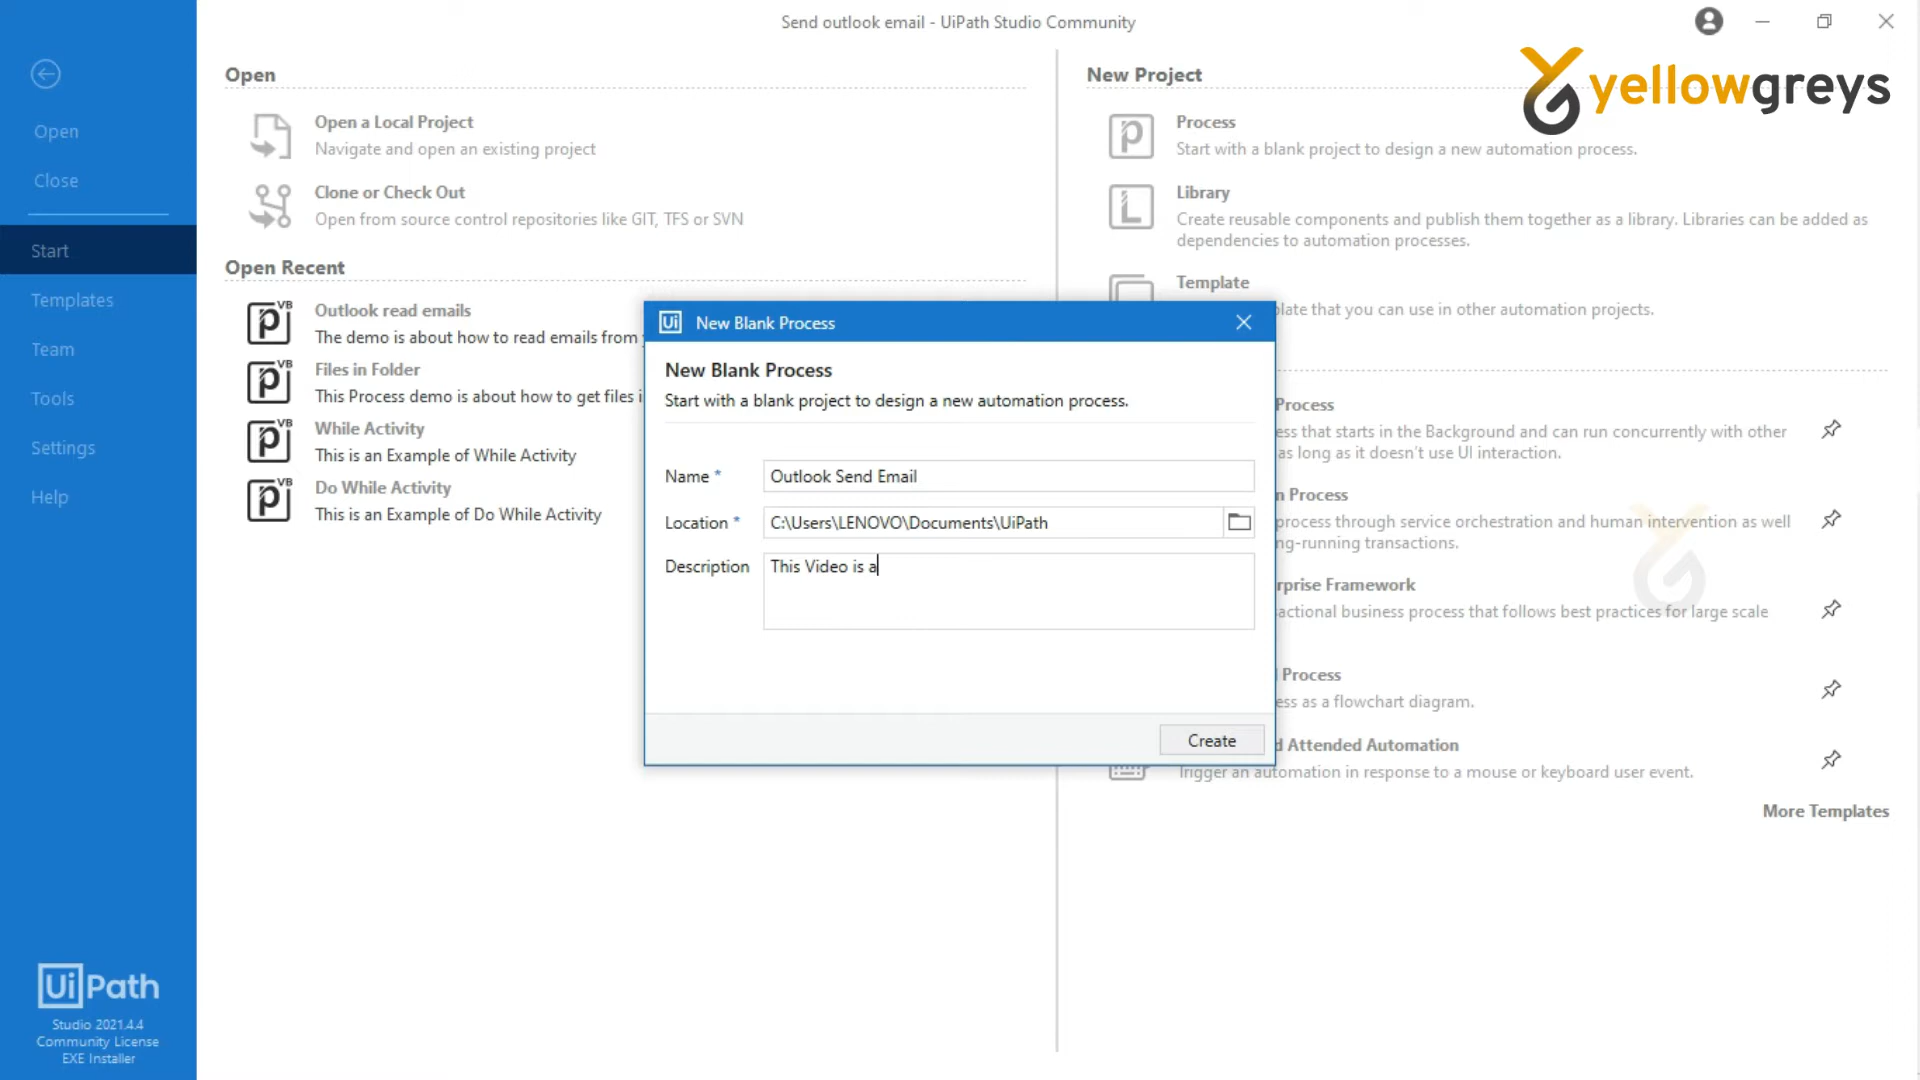 Send outlook email - UiPath Studio Community
yellowgreys
Open
Close
Start
Templates
Team
Tools
Settings
Help
UiPath
Studio 2021.4.4
Community License
EXE Installer
Open
Open a Local Project
Navigate and open an existing project
Clone or Check Out
Open from source control repositories like GIT, TFS or SVN
Open Recent
VB
Outlook read emails
The demo is about how to read emails from
VB
Files in Folder
This Process demo is about how to get files
VB
While Activity
This is an Example of While Activity
VB
Do While Activity
This is an Example of Do While Activity
New Project
Process
Start with a blank project to design a new automation process.
Library
Create reusable components and publish them together as a library. Libraries can be added as
dependencies to automation processes.
Template
plate that you can use in other automation projects.
Process
ess that starts in the Background and can run concurrently with other
as long as it doesn't use UI interaction.
n Process
process through service orchestration and human intervention as well
ng-running transactions.
rprise Framework
actional business process that follows best practices for large scale
Process
ess as a flowchart diagram.
d Attended Automation
Trigger an automation in response to a mouse or keyboard user event.
More Templates
Ui New Blank Process
New Blank Process
Start with a blank project to design a new automation process.
Name * Outlook Send Email
Location * C:\Users\LENOVO\Documents\UiPath
Description This Video is a
Create